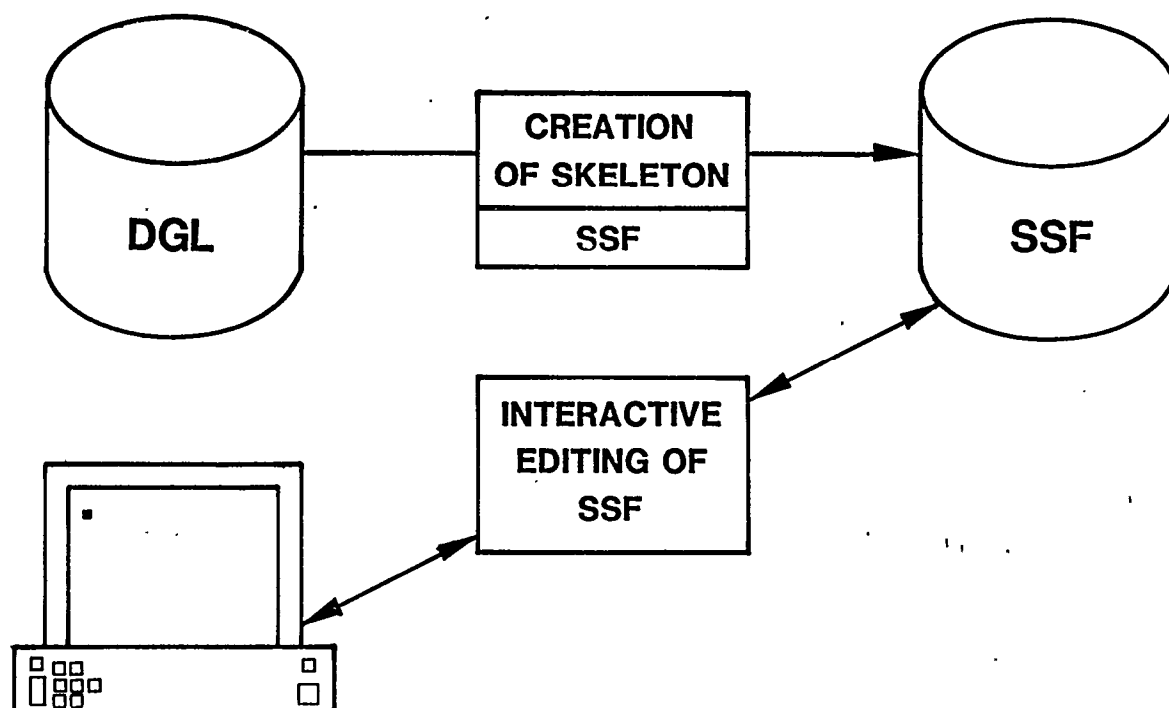 DGL
CREATION
OF SKELETON
SSF
SSF
INTERACTIVE
EDITING OF
SSF